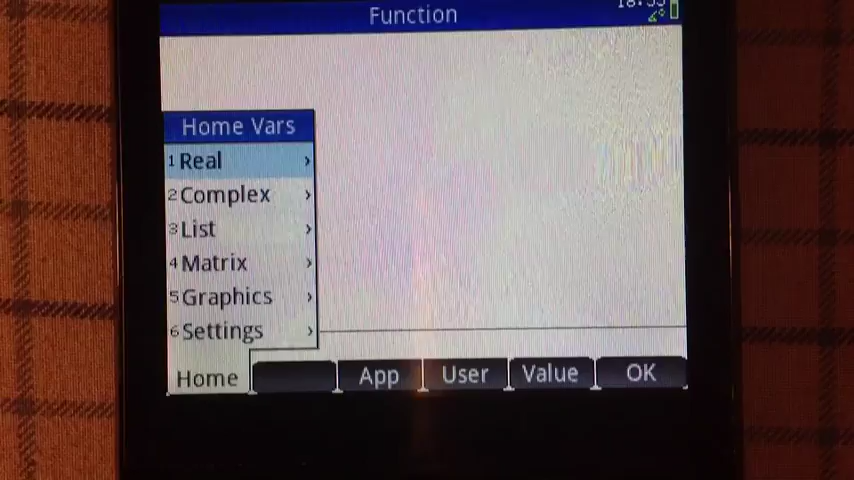 Function
Home Vars
1 Real ›
2 Complex ›
3 List ›
4 Matrix ›
5 Graphics ›
6 Settings ›
Home App User Value OK